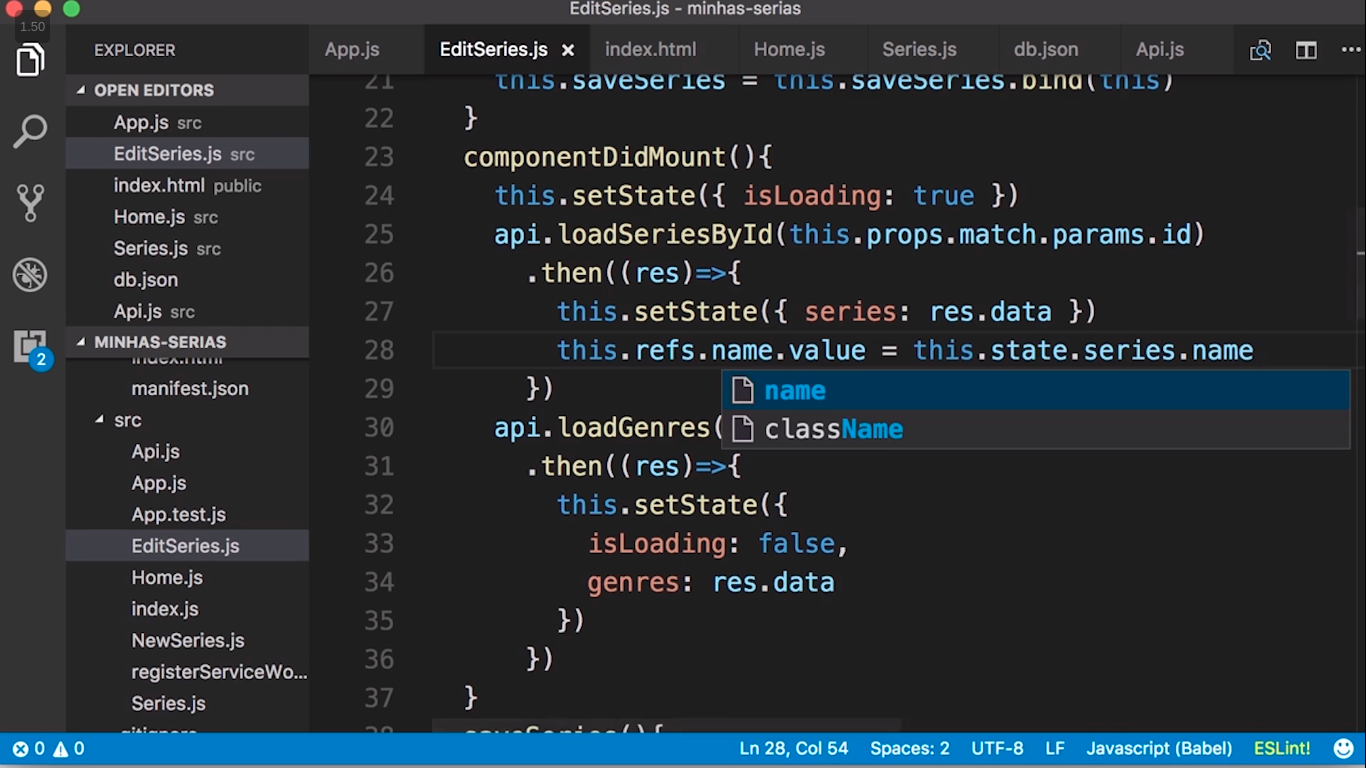 EditSeries.js - minhas-serias
1.50
EXPLORER
App.js
EditSeries.js ×
index.html
Home.js
Series.js
db.json
Api.js
OPEN EDITORS
App.js src
EditSeries.js src
index.html public
Home.js src
Series.js src
db.json
Api.js src
MINHAS-SERIAS
index.html
manifest.json
src
Api.js
App.js
App.test.js
EditSeries.js
Home.js
index.js
NewSeries.js
registerServiceWo...
Series.js
.gitignore
2
21 this.saveSeries = this.saveSeries.bind(this)
22 }
23 componentDidMount(){
24 this.setState({ isLoading: true })
25 api.loadSeriesById(this.props.match.params.id)
26 .then((res)=>{
27 this.setState({ series: res.data })
28 this.refs.name.value = this.state.series.name
29 })
name
30 api.loadGenres(
className
31 .then((res)=>{
32 this.setState({
33 isLoading: false,
34 genres: res.data
35 })
36 })
37 }
38 saveSeries(){
0 0
Ln 28, Col 54 Spaces: 2 UTF-8 LF Javascript (Babel) ESLint!